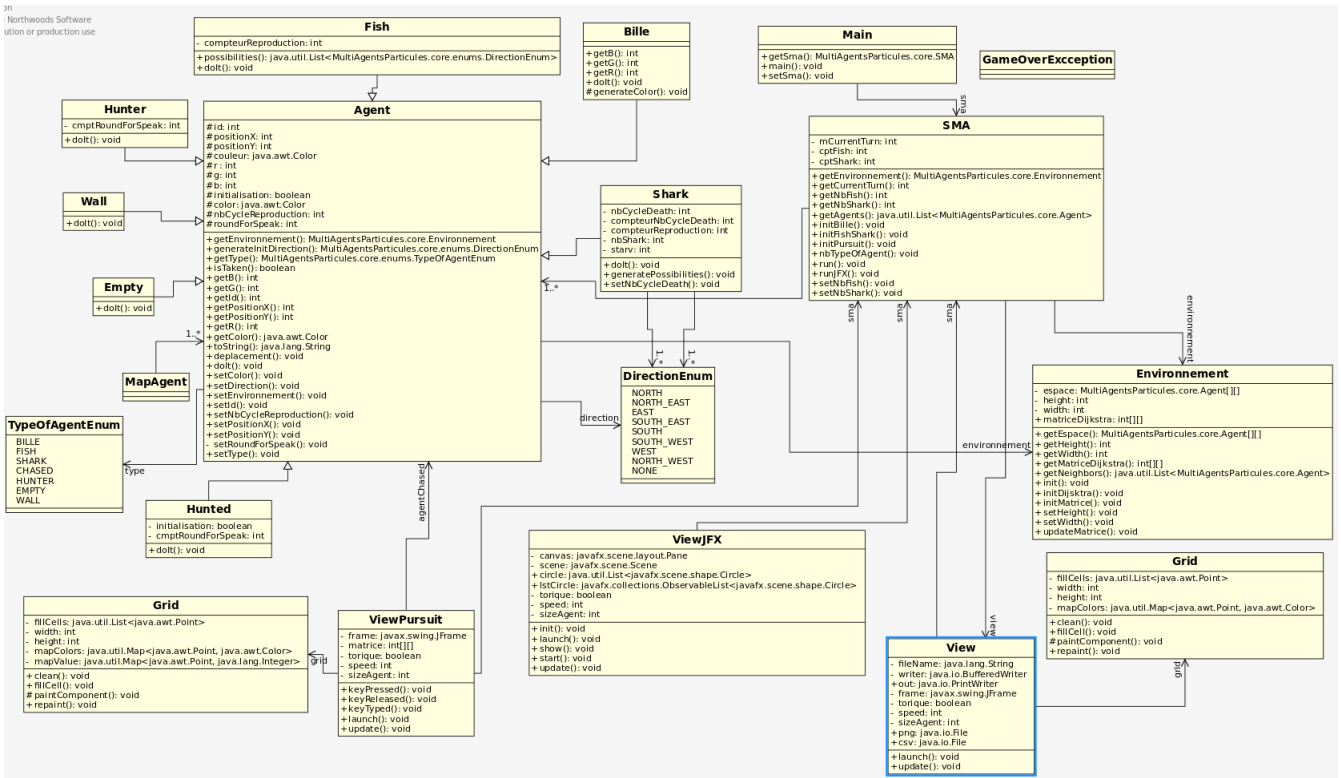 on
Northwoods Software
ution or production use
Fish
- compteurReproduction: int
+possibilities(): java.util.List<MultiAgentsParticules.core.enums.DirectionEnum>
+doIt(): void
Bille
+getB(): int
+getG(): int
+getR(): int
+doIt(): void
#generateColor(): void
Main
+getSma(): MultiAgentsParticules.core.SMA
+main(): void
+setSma(): void
GameOverExcception
sma
Hunter
- cmptRoundForSpeak: int
+doIt(): void
Agent
#id: int
#positionX: int
#positionY: int
#couleur: java.awt.Color
#r : int
#g: int
#b: int
#initialisation: boolean
#color: java.awt.Color
#nbCycleReproduction: int
#roundForSpeak: int
+getEnvironnement(): MultiAgentsParticules.core.Environnement
+generateInitDirection(): MultiAgentsParticules.core.enums.DirectionEnum
+getType(): MultiAgentsParticules.core.enums.TypeOfAgentEnum
+isTaken(): boolean
+getB(): int
+getG(): int
+getId(): int
+getPositionX(): int
+getPositionY(): int
+getR(): int
+getColor(): java.awt.Color
+toString(): java.lang.String
+deplacement(): void
+doIt(): void
+setColor(): void
+setDirection(): void
+setEnvironnement(): void
+setId(): void
+setNbCycleReproduction(): void
+setPositionX(): void
+setPositionY(): void
- setRoundForSpeak(): void
+setType(): void
SMA
- mCurrentTurn: int
- cptFish: int
- cptShark: int
+getEnvironnement(): MultiAgentsParticules.core.Environnement
+getCurrentTurn(): int
+getNbFish(): int
+getNbShark(): int
+getAgents(): java.util.List<MultiAgentsParticules.core.Agent>
+initBille(): void
+initFishShark(): void
+initPursuit(): void
+nbTypeOfAgent(): void
+run(): void
+runJFX(): void
+setNbFish(): void
+setNbShark(): void
Wall
+doIt(): void
Shark
- nbCycleDeath: int
- compteurNbCycleDeath: int
- compteurReproduction: int
- nbShark: int
- starv: int
+doIt(): void
+generatePossibilities(): void
+setNbCycleDeath(): void
1..*
Empty
+doIt(): void
1..*
MapAgent
1..*
1..*
sma
sma
sma
environnement
DirectionEnum
NORTH
NORTH_EAST
EAST
SOUTH_EAST
SOUTH
SOUTH_WEST
WEST
NORTH_WEST
NONE
direction
Environnement
- espace: MultiAgentsParticules.core.Agent[][]
- height: int
- width: int
- matriceDijkstra: int[][]
+getEspace(): MultiAgentsParticules.core.Agent[][]
+getHeight(): int
+getWidth(): int
+getMatriceDijkstra(): int[][]
+getNeighbors(): java.util.List<MultiAgentsParticules.core.Agent>
+init(): void
+initDijsktra(): void
+initMatrice(): void
+setHeight(): void
+setWidth(): void
+updateMatrice(): void
environnement
TypeOfAgentEnum
BILLE
FISH
SHARK
CHASED
HUNTER
EMPTY
WALL
type
Hunted
- initialisation: boolean
- cmptRoundForSpeak: int
+doIt(): void
agentChased
ViewJFX
- canvas: javafx.scene.layout.Pane
- scene: javafx.scene.Scene
+circle: java.util.List<javafx.scene.shape.Circle>
+lstCircle: javafx.collections.ObservableList<javafx.scene.shape.Circle>
- torique: boolean
- speed: int
- sizeAgent: int
+init(): void
+launch(): void
+show(): void
+start(): void
+update(): void
Grid
- fillCells: java.util.List<java.awt.Point>
- width: int
- height: int
- mapColors: java.util.Map<java.awt.Point, java.awt.Color>
+clean(): void
+fillCell(): void
#paintComponent(): void
+repaint(): void
Grid
- fillCells: java.util.List<java.awt.Point>
- width: int
- height: int
- mapColors: java.util.Map<java.awt.Point, java.awt.Color>
- mapValue: java.util.Map<java.awt.Point, java.lang.Integer>
+clean(): void
+fillCell(): void
#paintComponent(): void
+repaint(): void
grid
ViewPursuit
- frame: javax.swing.JFrame
- matrice: int[][]
- torique: boolean
- speed: int
- sizeAgent: int
+keyPressed(): void
+keyReleased(): void
+keyTyped(): void
+launch(): void
+update(): void
view
View
- fileName: java.lang.String
- writer: java.io.BufferedWriter
+out: java.io.PrintWriter
- frame: javax.swing.JFrame
- torique: boolean
- speed: int
- sizeAgent: int
+png: java.io.File
+csv: java.io.File
+launch(): void
+update(): void
grid